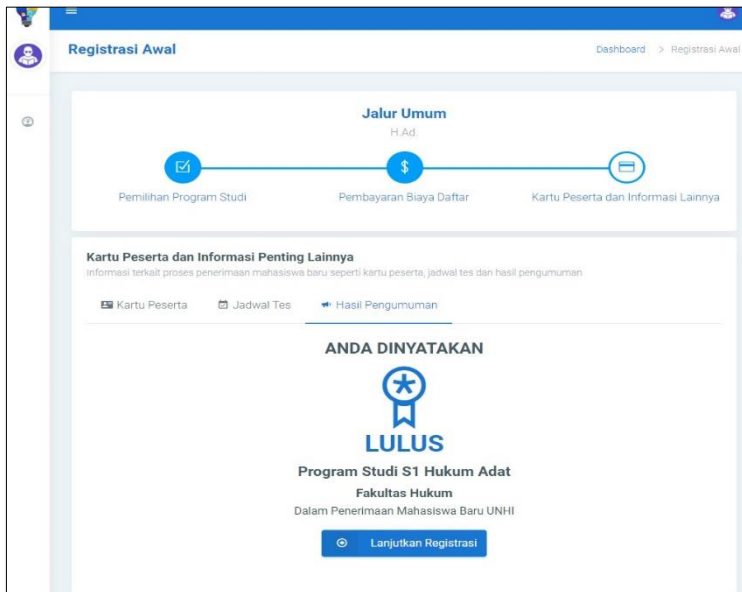 Registrasi Awal
Dashboard > Registrasi Awal
Jalur Umum
H.Ad.
Pemilihan Program Studi
Pembayaran Biaya Daftar
Kartu Peserta dan Informasi Lainnya
Kartu Peserta dan Informasi Penting Lainnya
informasi terkait proses penerimaan mahasiswa baru seperti kartu peserta, jadwal tes dan hasil pengumuman
Kartu Peserta
Jadwal Tes
Hasil Pengumuman
ANDA DINYATAKAN
LULUS
Program Studi S1 Hukum Adat
Fakultas Hukum
Dalam Penerimaan Mahasiswa Baru UNHI
Lanjutkan Registrasi